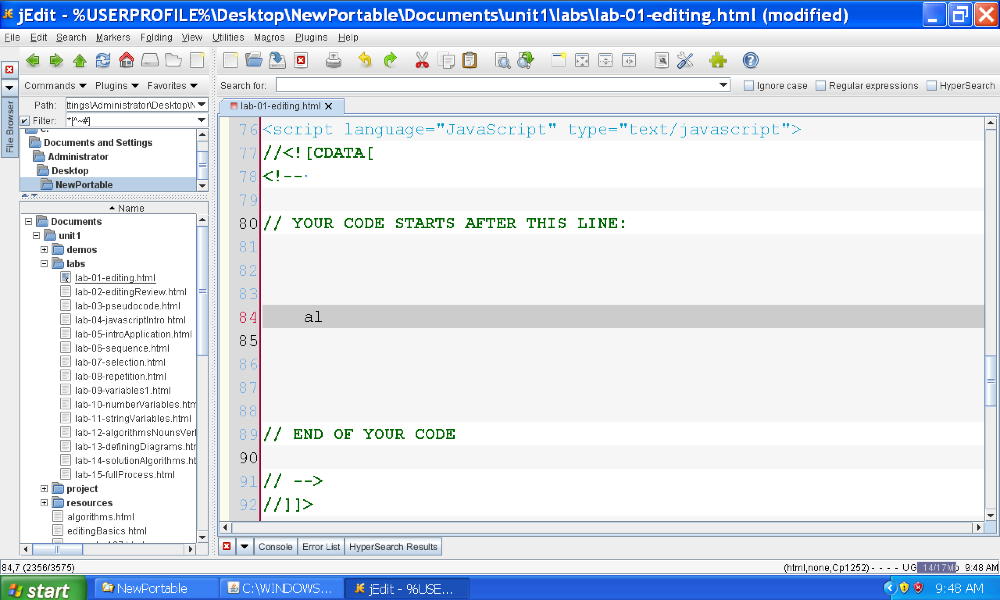 jEdit - %USERPROFILE%\Desktop\NewPortable\Documents\unit1\labs\lab-01-editing.html (modified)
File Edit Search Markers Folding View Utilities Macros Plugins Help
Commands Plugins Favorites
Search for: Ignore case Regular expressions HyperSearch
Path: ttings\Administrator\Desktop\N
Filter: *[^~#]
File Browser
C:
Documents and Settings
Administrator
Desktop
NewPortable
Name
Documents
unit1
demos
labs
lab-01-editing.html
lab-02-editingReview.html
lab-03-pseudocode.html
lab-04-javascriptIntro.html
lab-05-introApplication.html
lab-06-sequence.html
lab-07-selection.html
lab-08-repetition.html
lab-09-variables1.html
lab-10-numberVariables.htm
lab-11-stringVariables.html
lab-12-algorithmsNounsVerl
lab-13-definingDiagrams.htr
lab-14-solutionAlgorithms.ht
lab-15-fullProcess.html
project
resources
algorithms.html
editingBasics.html
lab-01-editing.html
76 <script language="JavaScript" type="text/javascript">
77 //<![CDATA[
78 <!--
79
80 // YOUR CODE STARTS AFTER THIS LINE:
81
82
83
84 al
85
86
87
88
89 // END OF YOUR CODE
90
91 // -->
92 //]]>
Console Error List HyperSearch Results
84,7 (2356/3575) (html,none,Cp1252) - - - - UG 14/17Mb 9:48 AM
start NewPortable C:\WINDOWS... jEdit - %USE... 9:48 AM